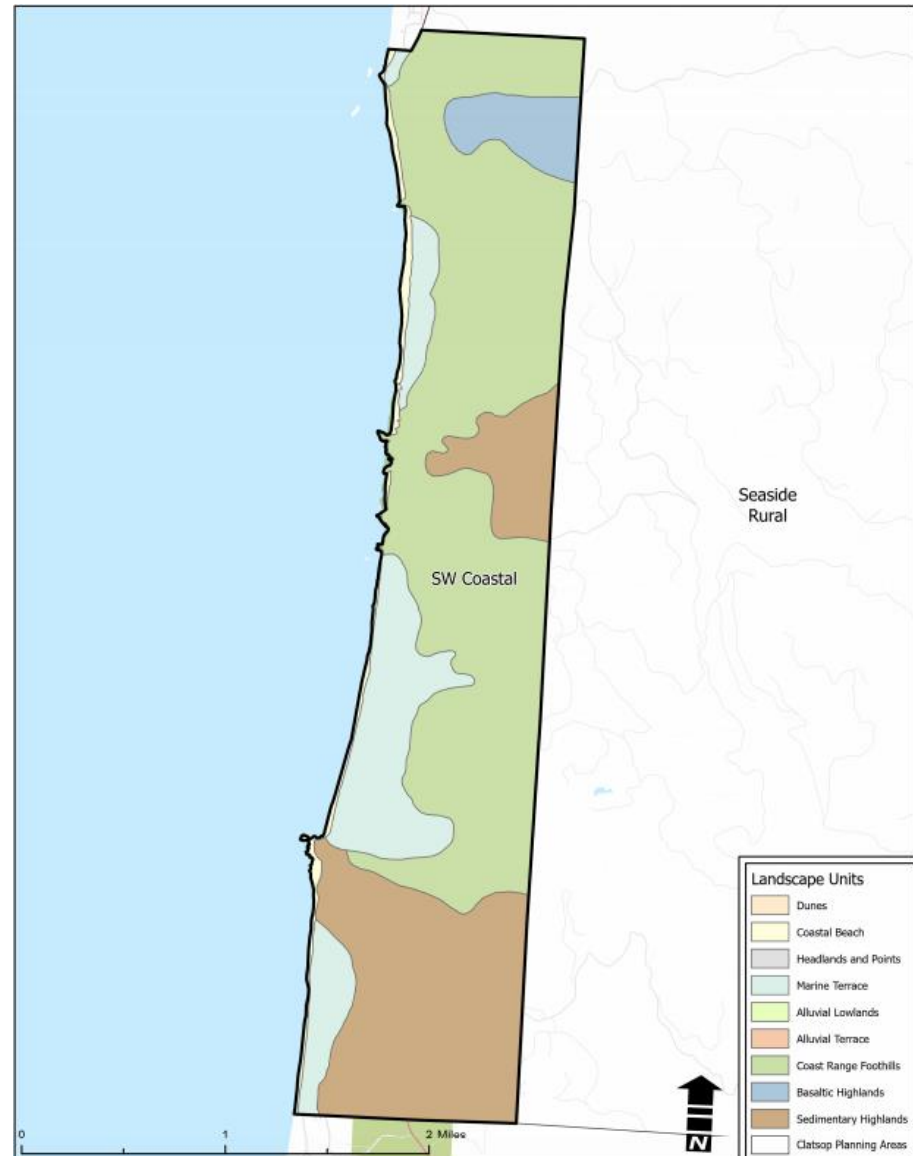 Seaside
Rural
SW Coastal
Landscape Units
Dunes
Coastal Beach
Headlands and Points
Marine Terrace
Alluvial Lowlands
Alluvial Terrace
Coast Range Foothills
Basaltic Highlands
Sedimentary Highlands
Clatsop Planning Areas
0 1 2 Miles
N